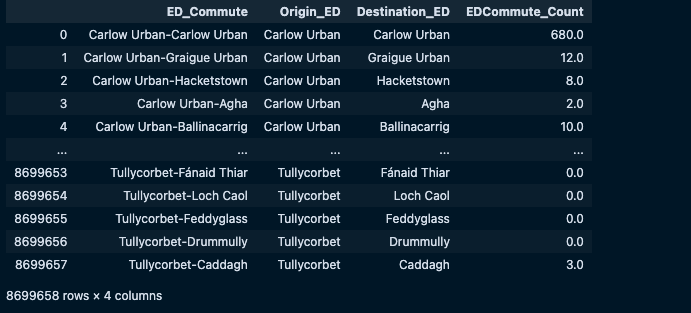 ED_Commute Origin_ED Destination_ED EDCommute_Count
0 Carlow Urban-Carlow Urban Carlow Urban Carlow Urban 680.0
1 Carlow Urban-Graigue Urban Carlow Urban Graigue Urban 12.0
2 Carlow Urban-Hacketstown Carlow Urban Hacketstown 8.0
3 Carlow Urban-Agha Carlow Urban Agha 2.0
4 Carlow Urban-Ballinacarrig Carlow Urban Ballinacarrig 10.0
... ... ... ... ...
8699653 Tullycorbet-Fánaid Thiar Tullycorbet Fánaid Thiar 0.0
8699654 Tullycorbet-Loch Caol Tullycorbet Loch Caol 0.0
8699655 Tullycorbet-Feddyglass Tullycorbet Feddyglass 0.0
8699656 Tullycorbet-Drummully Tullycorbet Drummully 0.0
8699657 Tullycorbet-Caddagh Tullycorbet Caddagh 3.0
8699658 rows × 4 columns